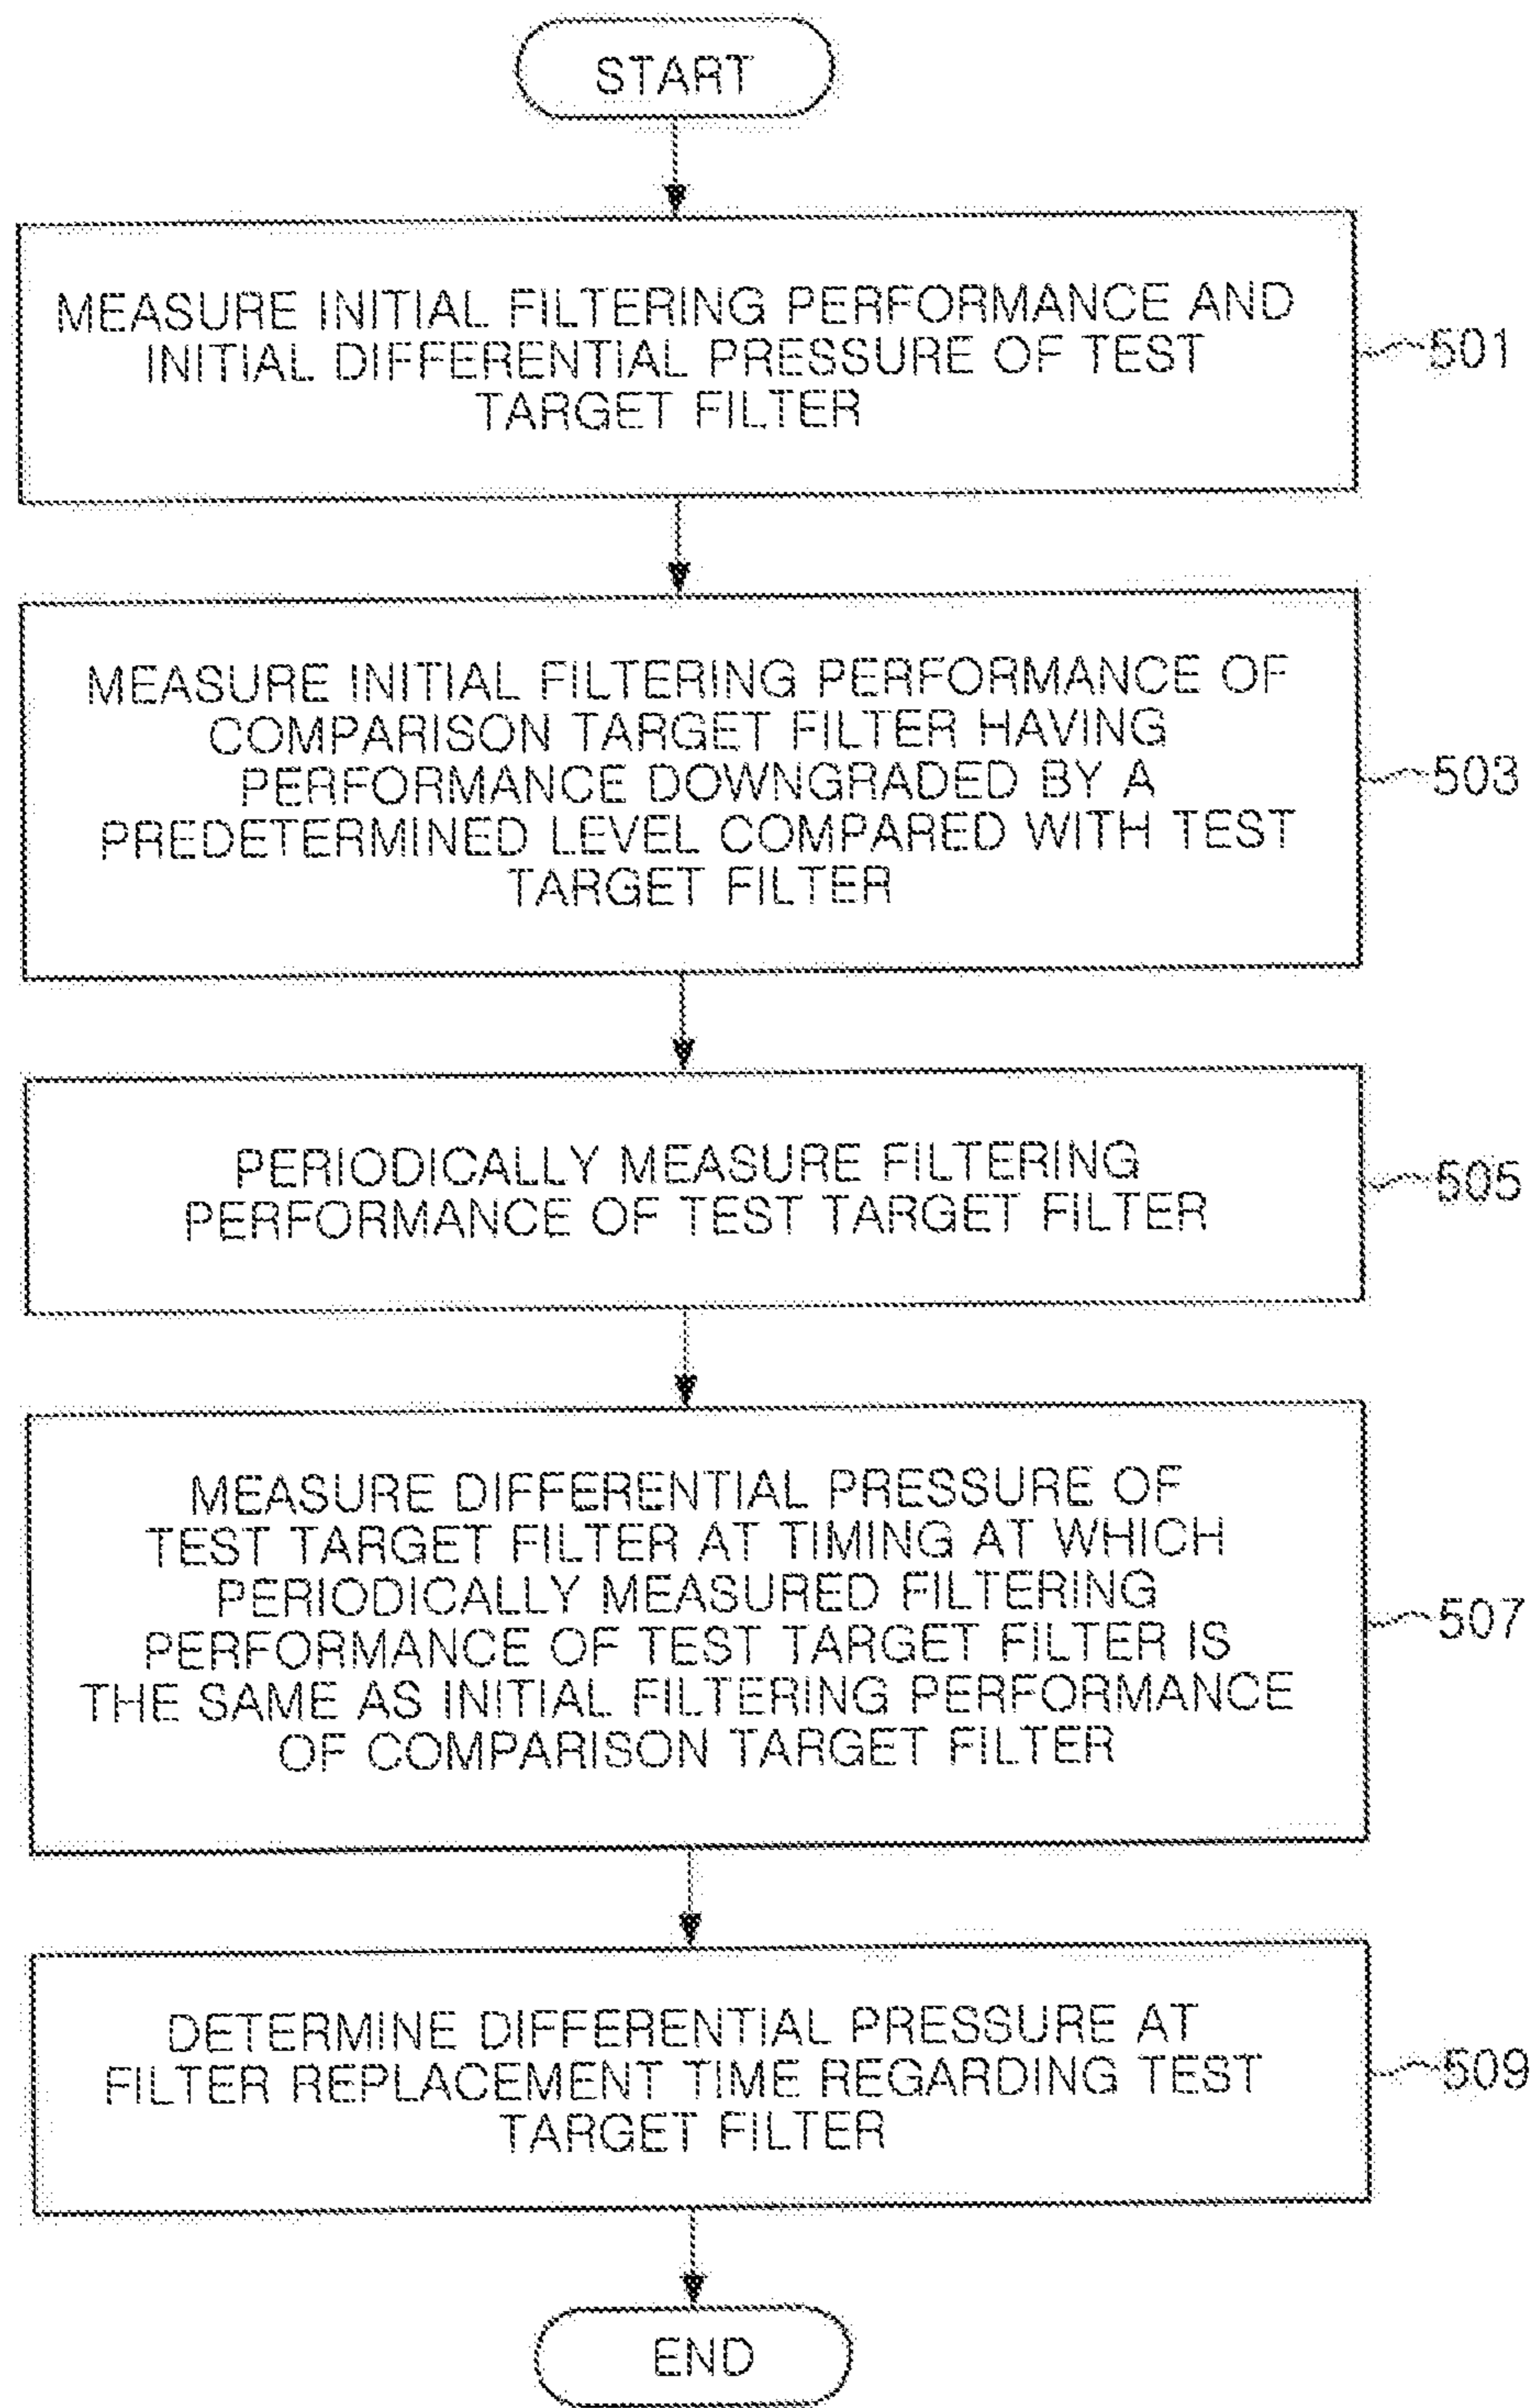 START
MEASURE INITIAL FILTERING PERFORMANCE AND
INITIAL DIFFERENTIAL PRESSURE OF TEST
TARGET FILTER
501
MEASURE INITIAL FILTERING PERFORMANCE OF
COMPARISON TARGET FILTER HAVING
PERFORMANCE DOWNGRADED BY A
PREDETERMINED LEVEL COMPARED WITH TEST
TARGET FILTER
503
PERIODICALLY MEASURE FILTERING
PERFORMANCE OF TEST TARGET FILTER
505
MEASURE DIFFERENTIAL PRESSURE OF
TEST TARGET FILTER AT TIMING AT WHICH
PERIODICALLY MEASURED FILTERING
PERFORMANCE OF TEST TARGET FILTER IS
THE SAME AS INITIAL FILTERING PERFORMANCE
OF COMPARISON TARGET FILTER
507
DETERMINE DIFFERENTIAL PRESSURE AT
FILTER REPLACEMENT TIME REGARDING TEST
TARGET FILTER
509
END